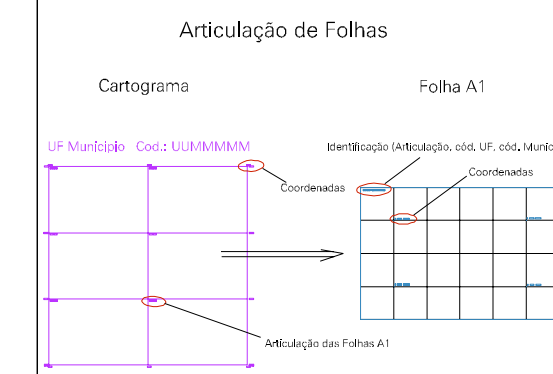 Articulação de Folhas
Cartograma
Folha A1
UF Municipio Cod.: UUMMMMM
Identificação (Articulação, cód. UF, cód. Munic
Coordenadas
Coordenadas
Articulação das Folhas A1